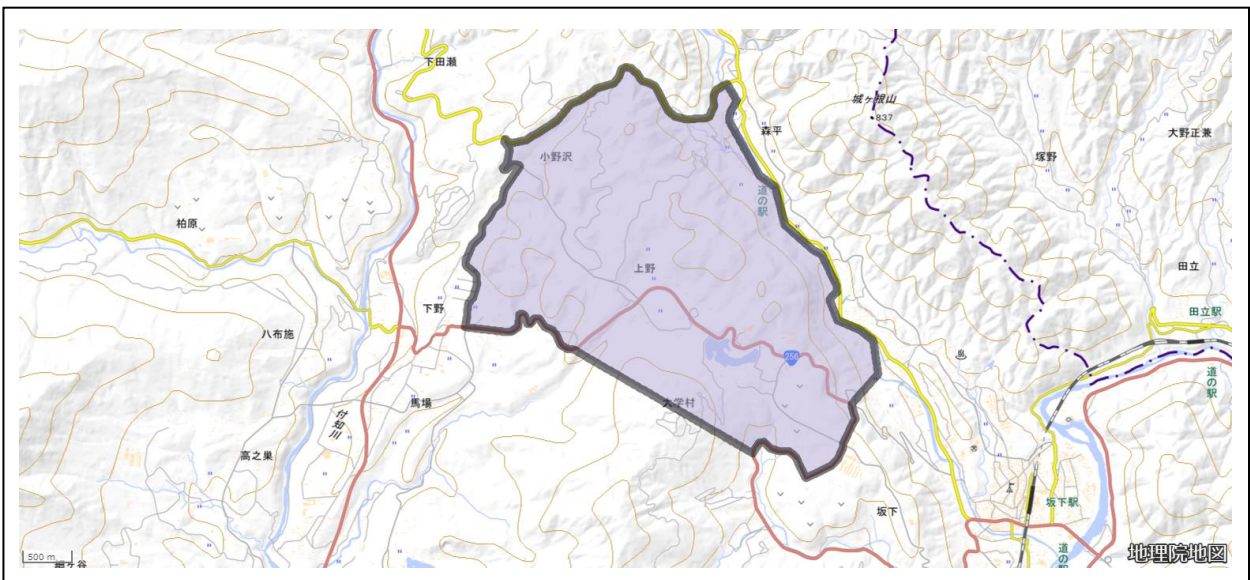 下田瀬
城ヶ根山
837
森平
大野正兼
小野沢
塚野
道の駅
柏原
上野
田立
下野
田立駅
八布施
256
道の駅
馬場
大学村
付知川
高之巣
坂下駅
坂下
道の駅
500 m
地理院地図